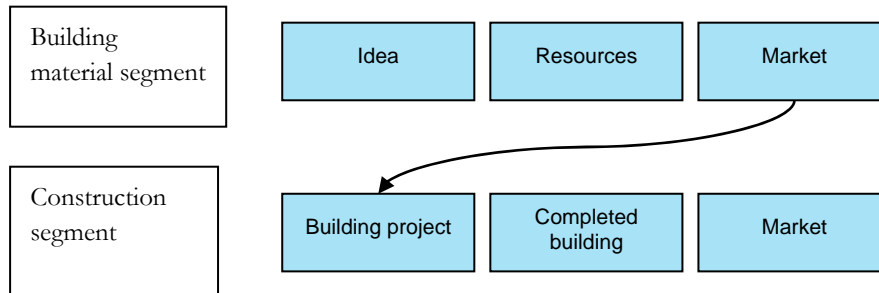 Building
material segment
Idea
Resources
Market
Construction
segment
Building project
Completed
building
Market